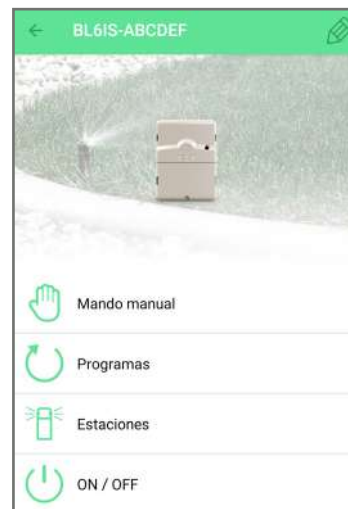 BL6IS-ABCDEF
Mando manual
Programas
Estaciones
ON / OFF